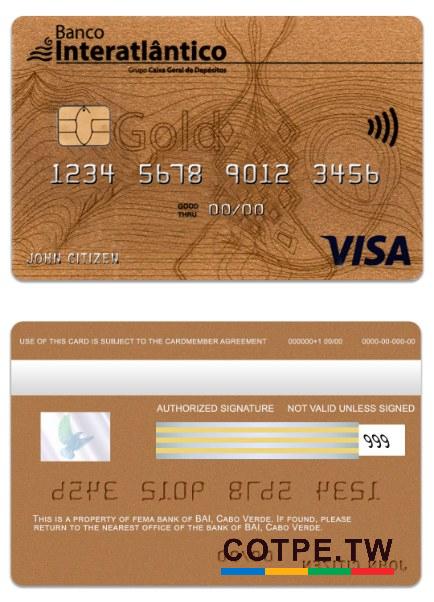 Banco
Interatlântico
Grupo Caixa Geral de Depósitos
Gold
1234 5678 9012 3456
GOOD
THRU 00/00
JOHN CITIZEN
VISA
USE OF THIS CARD IS SUBJECT TO THE CARDMEMBER AGREEMENT 000000+1 09/00 0000-00-000-00
AUTHORIZED SIGNATURE NOT VALID UNLESS SIGNED
999
THIS IS A PROPERTY OF FEMA BANK OF BAI, CABO VERDE. IF FOUND, PLEASE
RETURN TO THE NEAREST OFFICE OF THE BANK OF BAI, CABO VERDE.
COTPE.TW